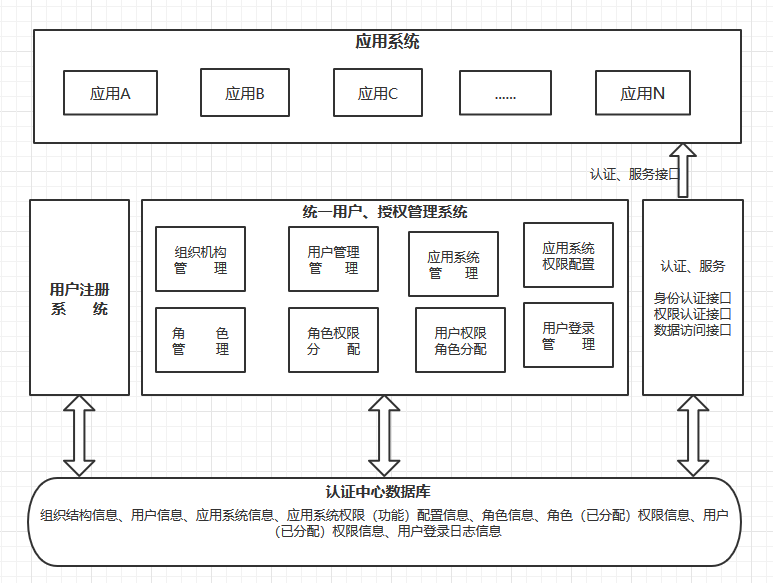 应用系统
应用A
应用B
应用C
......
应用N
认证、服务接口
用户注册
系 统
统一用户、授权管理系统
组织机构
管 理
用户管理
管 理
应用系统
管 理
应用系统
权限配置
角 色
管 理
角色权限
分 配
用户权限
角色分配
用户登录
管 理
认证、服务
身份认证接口
权限认证接口
数据访问接口
认证中心数据库
组织结构信息、用户信息、应用系统信息、应用系统权限（功能）配置信息、角色信息、角色（已分配）权限信息、用户
（已分配）权限信息、用户登录日志信息